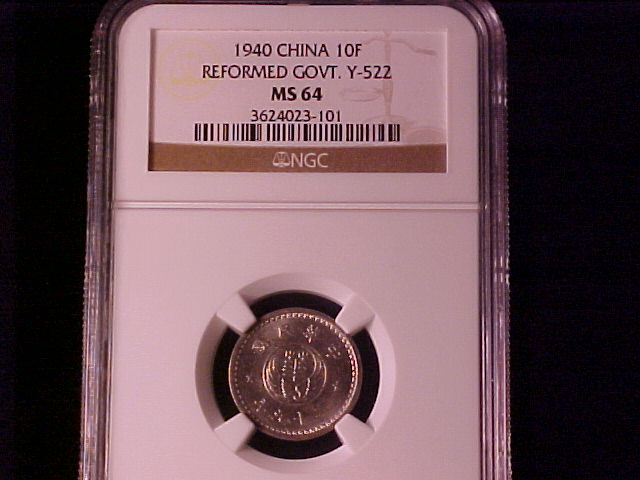 1940 CHINA 10F
REFORMED GOVT. Y-522
MS 64
3624023-101
NGC